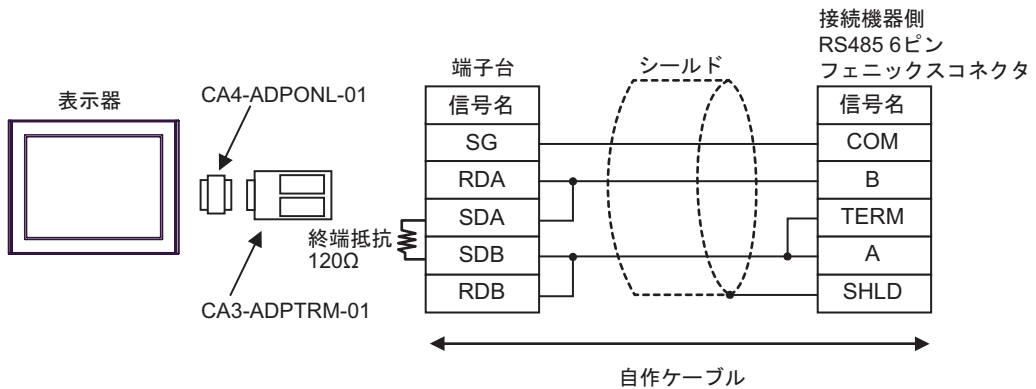 接続機器側
RS485 6ピン
フェニックスコネクタ
表示器
CA4-ADPONL-01
CA3-ADPTRM-01
端子台
信号名
SG
RDA
SDA
SDB
RDB
終端抵抗
120Ω
シールド
信号名
COM
B
TERM
A
SHLD
自作ケーブル